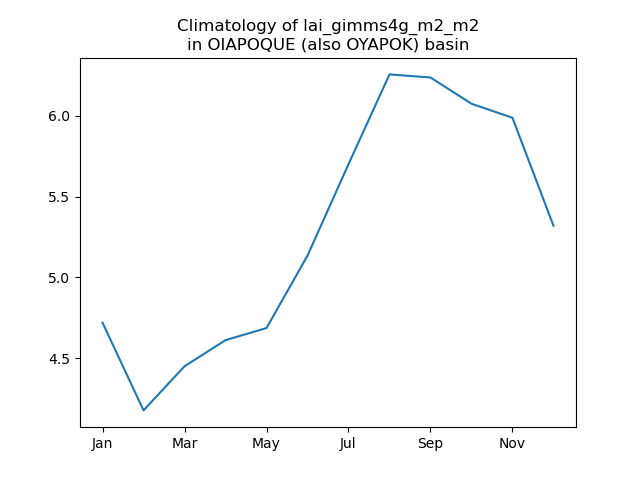 Climatology of lai_gimms4g_m2_m2
in OIAPOQUE (also OYAPOK) basin
6.0
5.5
5.0
4.5
Jan Mar May Jul Sep Nov